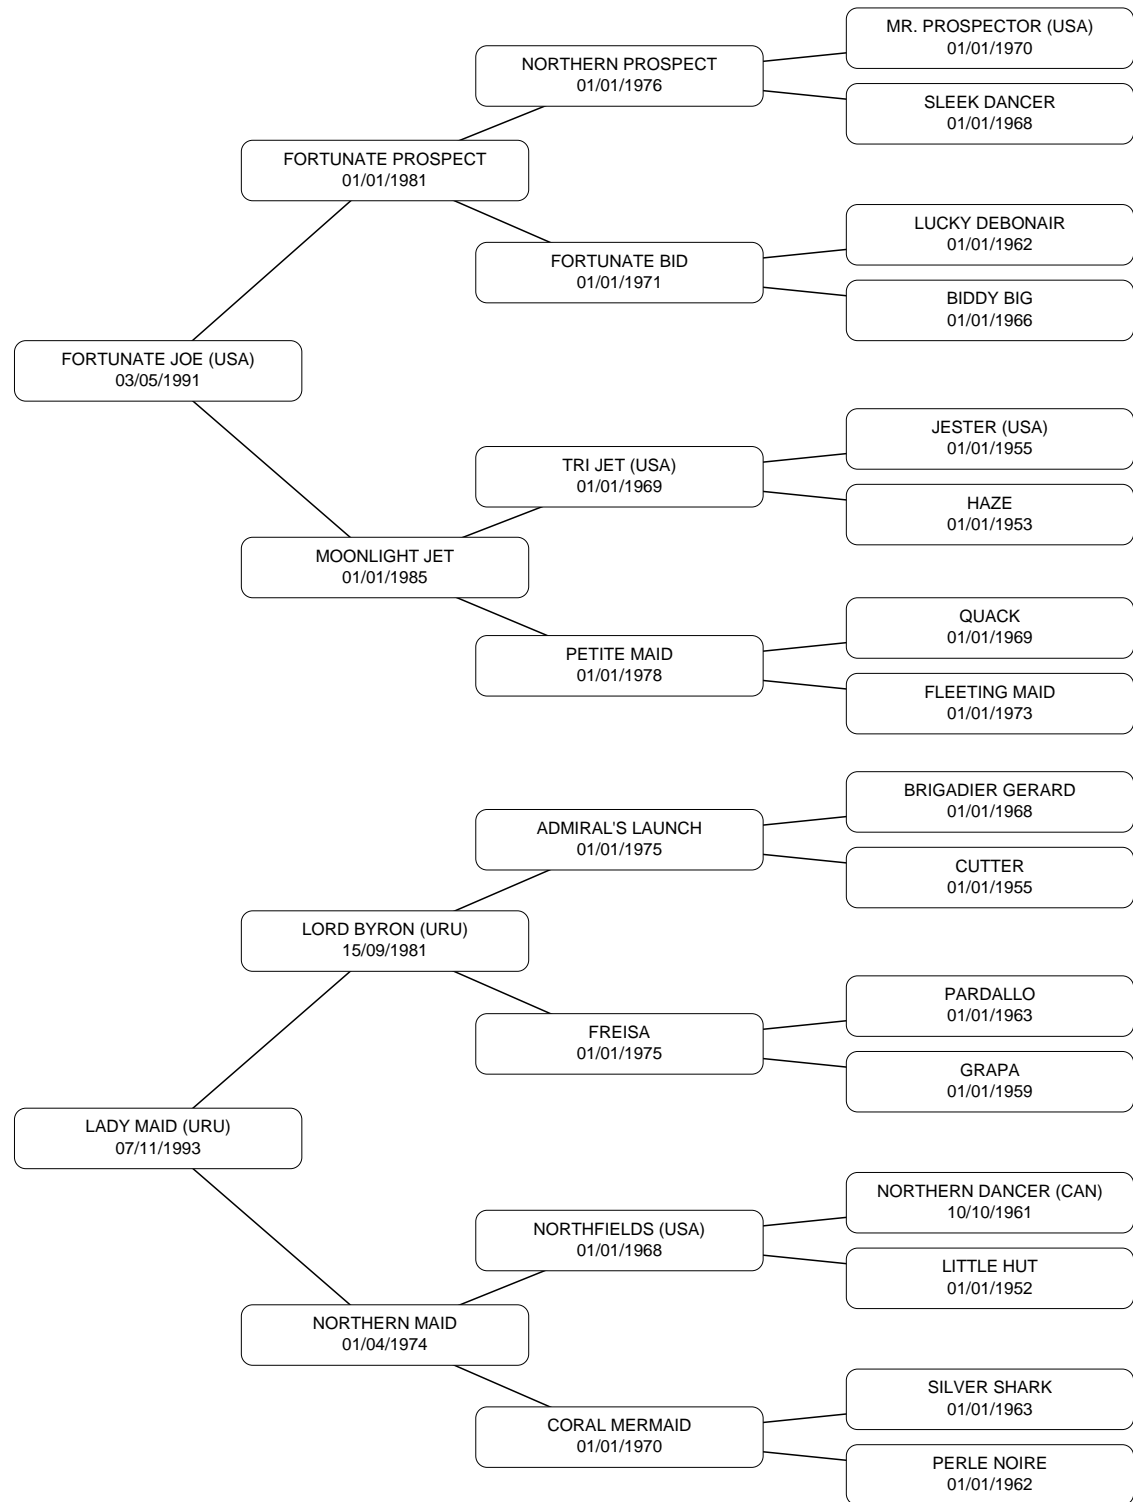 MR. PROSPECTOR (USA)
01/01/1970
NORTHERN PROSPECT
01/01/1976
SLEEK DANCER
01/01/1968
FORTUNATE PROSPECT
01/01/1981
LUCKY DEBONAIR
01/01/1962
FORTUNATE BID
01/01/1971
BIDDY BIG
01/01/1966
FORTUNATE JOE (USA)
03/05/1991
JESTER (USA)
01/01/1955
TRI JET (USA)
01/01/1969
HAZE
01/01/1953
MOONLIGHT JET
01/01/1985
QUACK
01/01/1969
PETITE MAID
01/01/1978
FLEETING MAID
01/01/1973
BRIGADIER GERARD
01/01/1968
ADMIRAL'S LAUNCH
01/01/1975
CUTTER
01/01/1955
LORD BYRON (URU)
15/09/1981
PARDALLO
01/01/1963
FREISA
01/01/1975
GRAPA
01/01/1959
LADY MAID (URU)
07/11/1993
NORTHERN DANCER (CAN)
10/10/1961
NORTHFIELDS (USA)
01/01/1968
LITTLE HUT
01/01/1952
NORTHERN MAID
01/04/1974
SILVER SHARK
01/01/1963
CORAL MERMAID
01/01/1970
PERLE NOIRE
01/01/1962